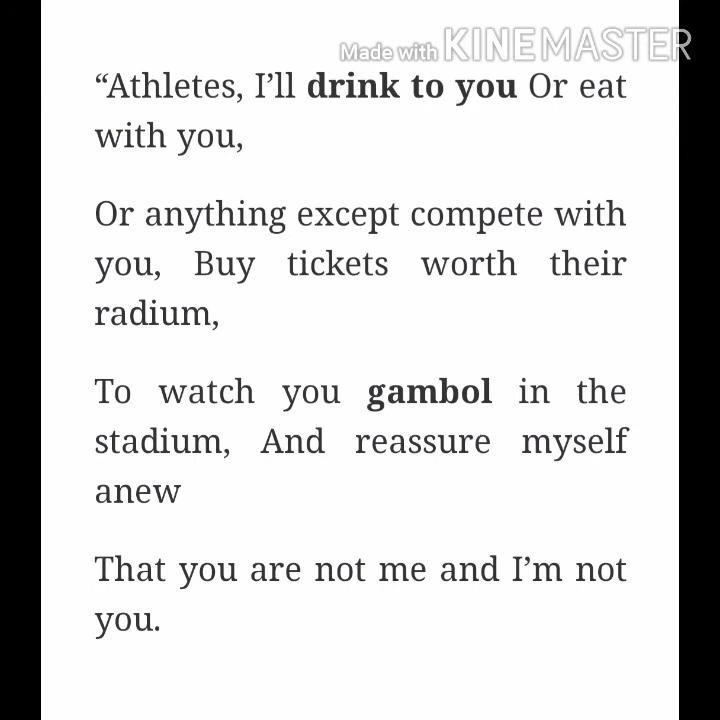 Made with KINEMASTER
“Athletes, I’ll drink to you Or eat
with you,
Or anything except compete with
you, Buy tickets worth their
radium,
To watch you gambol in the
stadium, And reassure myself
anew
That you are not me and I’m not
you.